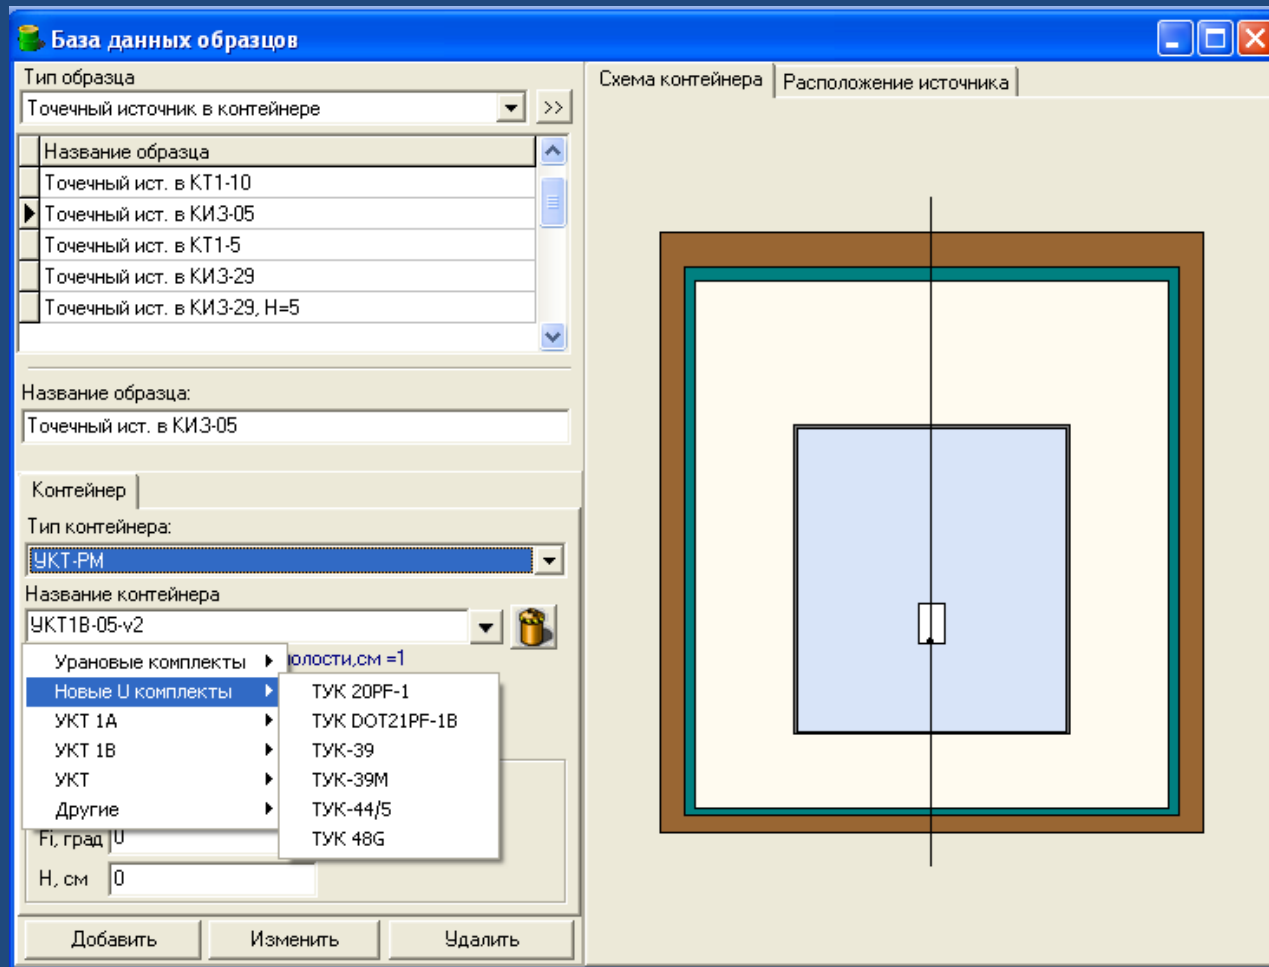 База данных образцов
Тип образца
Точечный источник в контейнере
>>
Название образца
Точечный ист. в КТ1-10
Точечный ист. в КИЗ-05
Точечный ист. в КТ1-5
Точечный ист. в КИЗ-29
Точечный ист. в КИЗ-29, H=5
Название образца:
Точечный ист. в КИЗ-05
Контейнер
Тип контейнера:
УКТ-РМ
Название контейнера
УКТ1В-05-v2
полости,см =1
Урановые комплекты
Новые U комплекты
УКТ 1А
УКТ 1В
УКТ
Другие
ТУК 20PF-1
ТУК DOT21PF-1B
ТУК-39
ТУК-39М
ТУК-44/5
ТУК 48G
Fi, град 0
H, см 0
Добавить Изменить Удалить
Схема контейнера Расположение источника